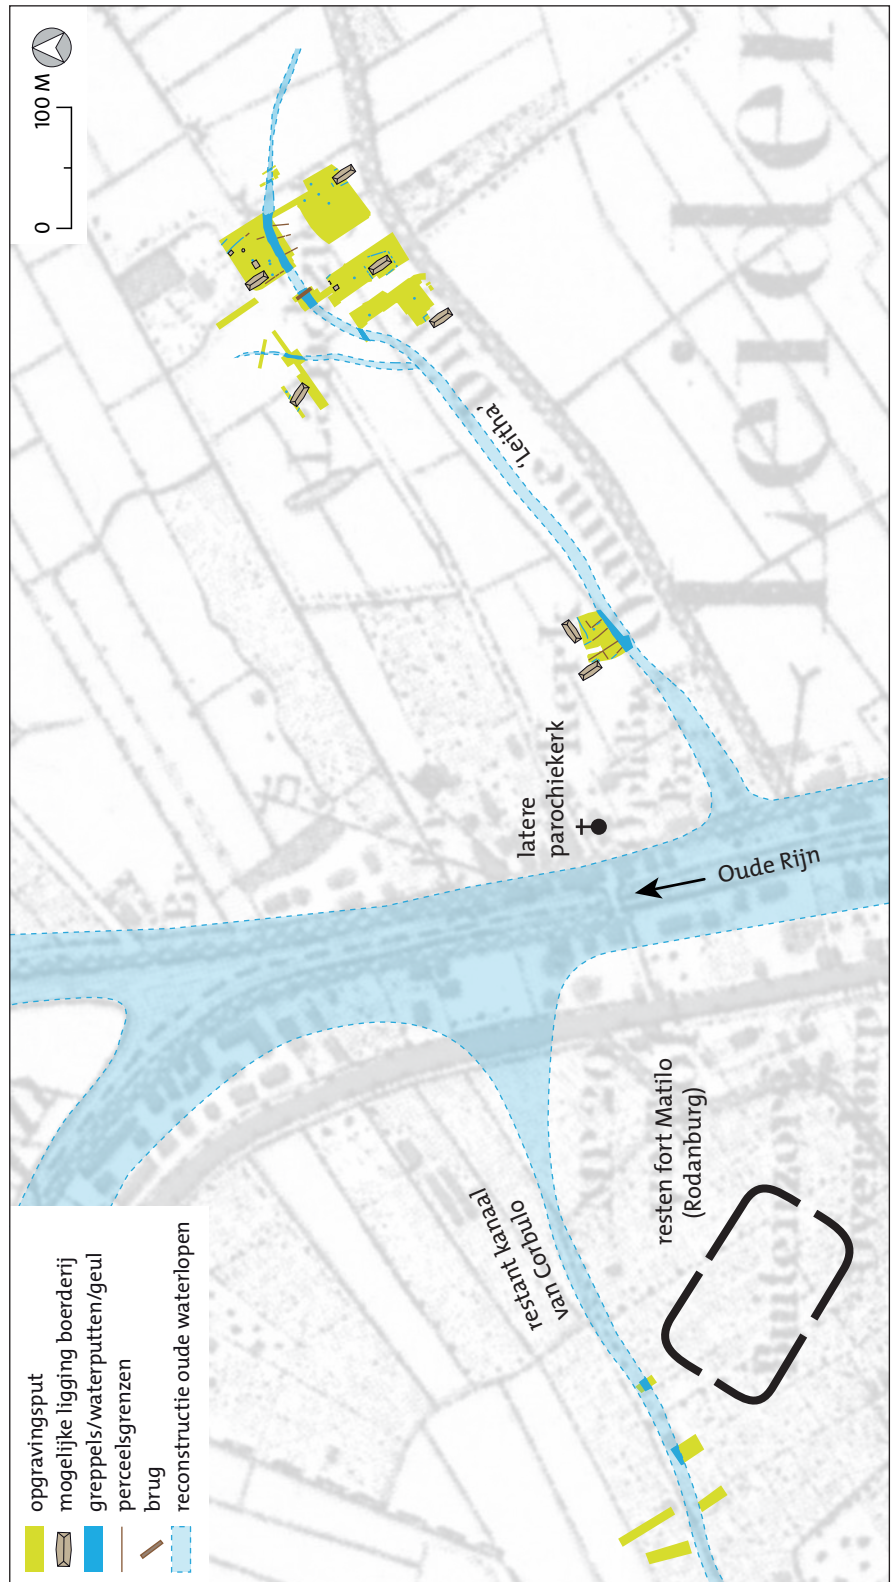 0 100 M
'Leitha'
latere
parochiekerk
Oude Rijn
restant kanaal
van Corbulo
resten fort Matilo
(Rodanburg)
opgravingsput
mogelijke ligging boerderij
greppels/waterputten/geul
perceelsgrenzen
brug
reconstructie oude waterlopen
Leider